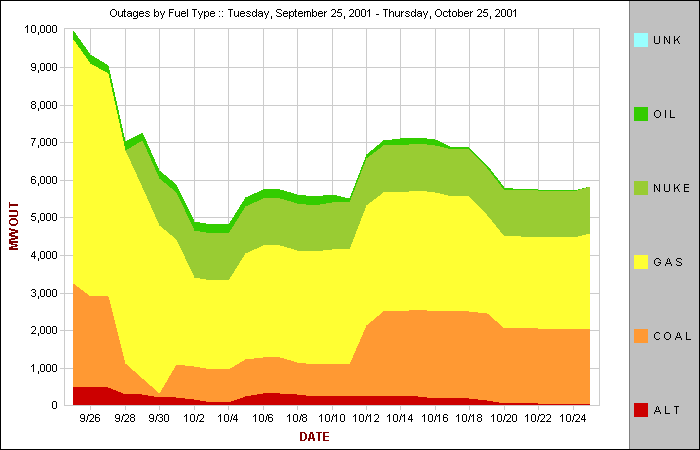 Outages by Fuel Type :: Tuesday, September 25, 2001 - Thursday, October 25, 2001
10,000
9,000
8,000
7,000
6,000
5,000
4,000
3,000
2,000
1,000
0
MWOUT
9/26 9/28 9/30 10/2 10/4 10/6 10/8 10/10 10/12 10/14 10/16 10/18 10/20 10/22 10/24
DATE
UNK
OIL
NUKE
GAS
COAL
ALT